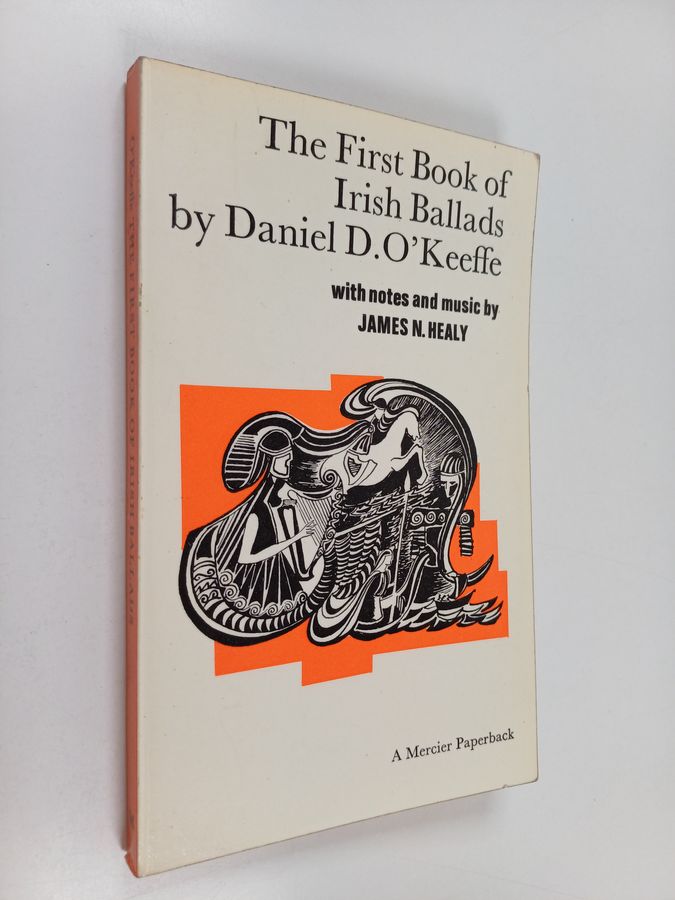 The First Book of
Irish Ballads
by Daniel D. O'Keeffe
with notes and music by
JAMES N. HEALY
A Mercier Paperback
O'Keeffe THE FIRST BOOK OF IRISH BALLADS